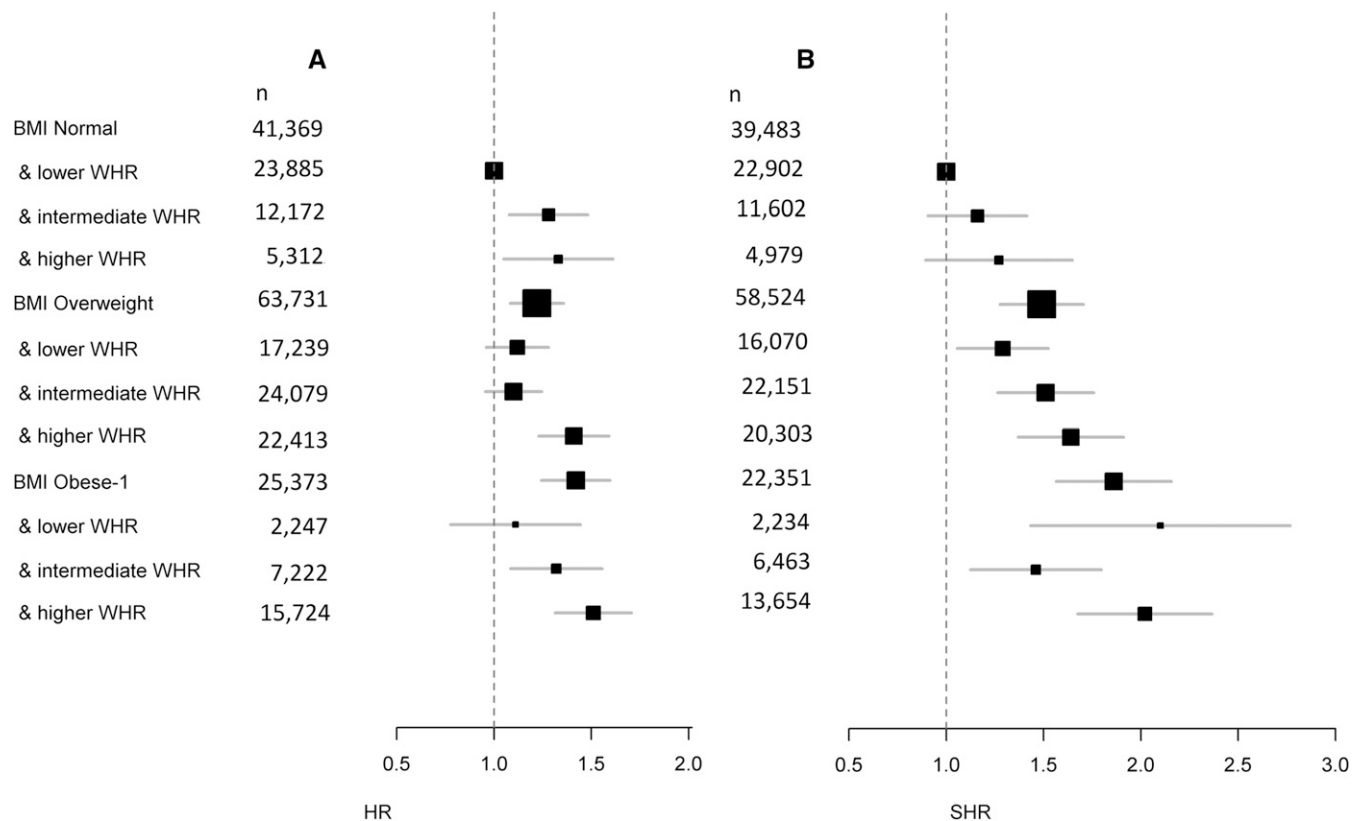 A B
n n
BMI Normal 41,369 39,483
& lower WHR 23,885 22,902
& intermediate WHR 12,172 11,602
& higher WHR 5,312 4,979
BMI Overweight 63,731 58,524
& lower WHR 17,239 16,070
& intermediate WHR 24,079 22,151
& higher WHR 22,413 20,303
BMI Obese-1 25,373 22,351
& lower WHR 2,247 2,234
& intermediate WHR 7,222 6,463
& higher WHR 15,724 13,654
0.5 1.0 1.5 2.0 0.5 1.0 1.5 2.0 2.5 3.0
HR SHR